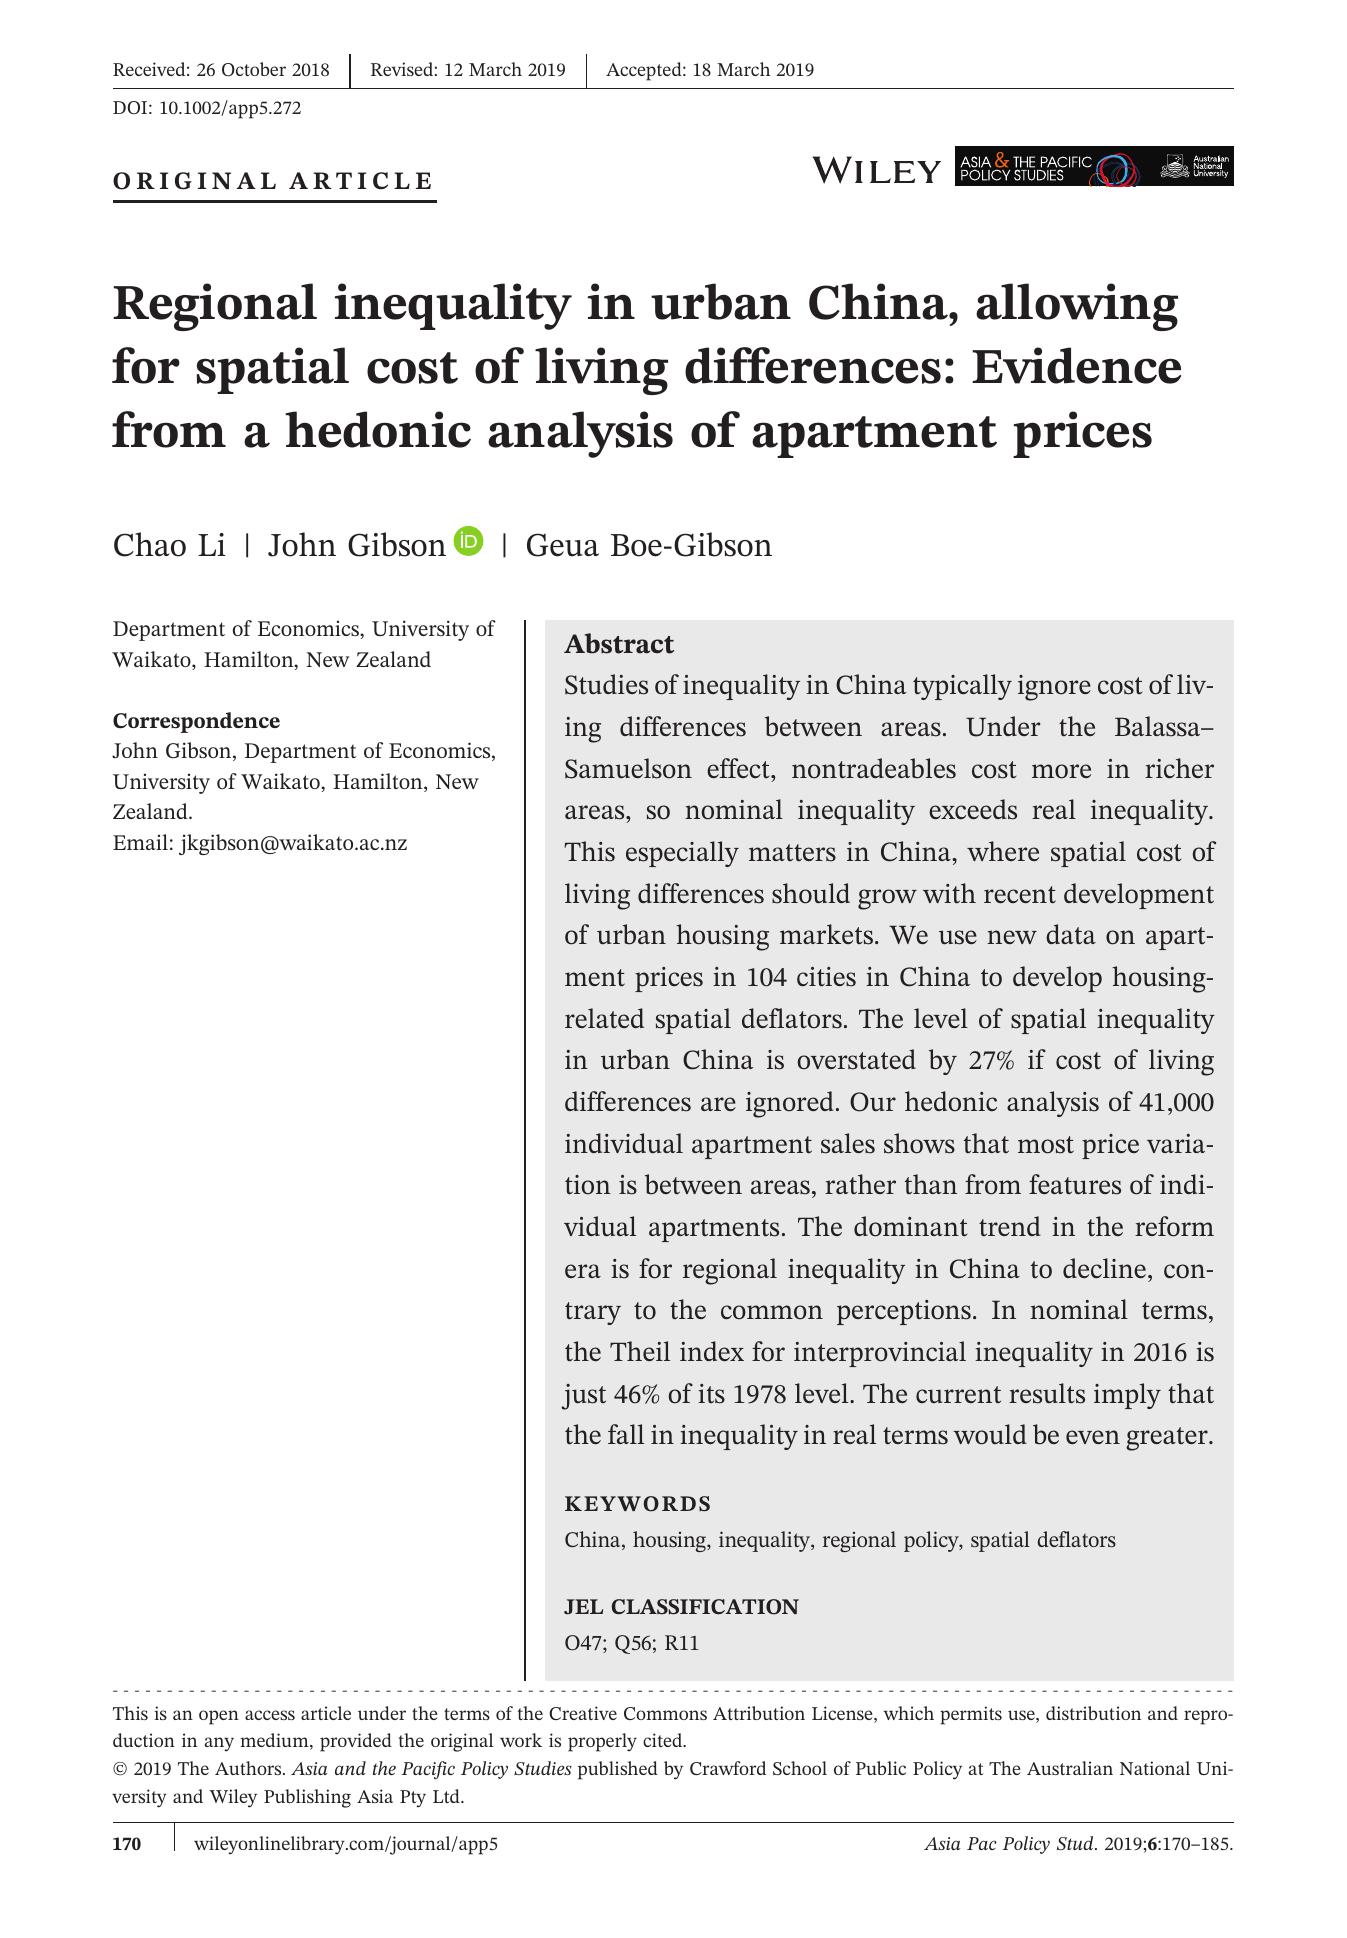 Received: 26 October 2018 | Revised: 12 March 2019 | Accepted: 18 March 2019
DOI: 10.1002/app5.272
ORIGINAL ARTICLE
WILEY
ASIA & THE PACIFIC
POLICY STUDIES
Australian
National
University
Regional inequality in urban China, allowing
for spatial cost of living differences: Evidence
from a hedonic analysis of apartment prices
Chao Li | John Gibson iD | Geua Boe-Gibson
Department of Economics, University of
Waikato, Hamilton, New Zealand
Correspondence
John Gibson, Department of Economics,
University of Waikato, Hamilton, New
Zealand.
Email: jkgibson@waikato.ac.nz
Abstract
Studies of inequality in China typically ignore cost of liv-
ing differences between areas. Under the Balassa–
Samuelson effect, nontradeables cost more in richer
areas, so nominal inequality exceeds real inequality.
This especially matters in China, where spatial cost of
living differences should grow with recent development
of urban housing markets. We use new data on apart-
ment prices in 104 cities in China to develop housing-
related spatial deflators. The level of spatial inequality
in urban China is overstated by 27% if cost of living
differences are ignored. Our hedonic analysis of 41,000
individual apartment sales shows that most price varia-
tion is between areas, rather than from features of indi-
vidual apartments. The dominant trend in the reform
era is for regional inequality in China to decline, con-
trary to the common perceptions. In nominal terms,
the Theil index for interprovincial inequality in 2016 is
just 46% of its 1978 level. The current results imply that
the fall in inequality in real terms would be even greater.
KEYWORDS
China, housing, inequality, regional policy, spatial deflators
JEL CLASSIFICATION
O47; Q56; R11
This is an open access article under the terms of the Creative Commons Attribution License, which permits use, distribution and repro-
duction in any medium, provided the original work is properly cited.
© 2019 The Authors. Asia and the Pacific Policy Studies published by Crawford School of Public Policy at The Australian National Uni-
versity and Wiley Publishing Asia Pty Ltd.
170 | wileyonlinelibrary.com/journal/app5
Asia Pac Policy Stud. 2019;6:170–185.